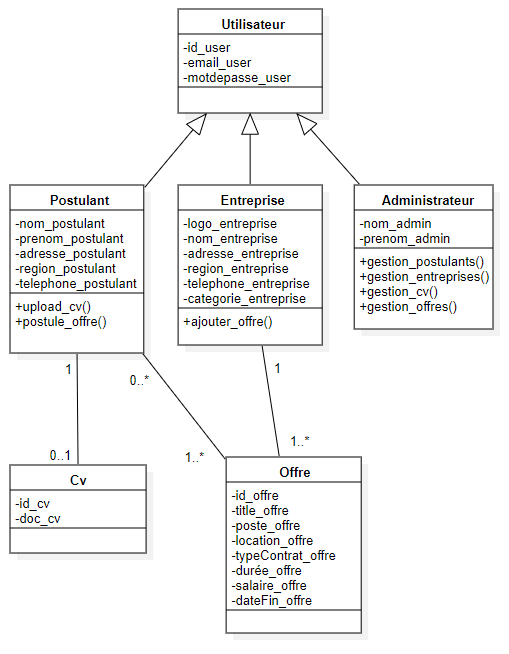 Utilisateur
-id_user
-email_user
-motdepasse_user
Postulant
-nom_postulant
-prenom_postulant
-adresse_postulant
-region_postulant
-telephone_postulant
+upload_cv()
+postule_offre()
Entreprise
-logo_entreprise
-nom_entreprise
-adresse_entreprise
-region_entreprise
-telephone_entreprise
-categorie_entreprise
+ajouter_offre()
Administrateur
-nom_admin
-prenom_admin
+gestion_postulants()
+gestion_entreprises()
+gestion_cv()
+gestion_offres()
1
0..*
1
0..1
1..*
1..*
Cv
-id_cv
-doc_cv
Offre
-id_offre
-title_offre
-poste_offre
-location_offre
-typeContrat_offre
-durée_offre
-salaire_offre
-dateFin_offre